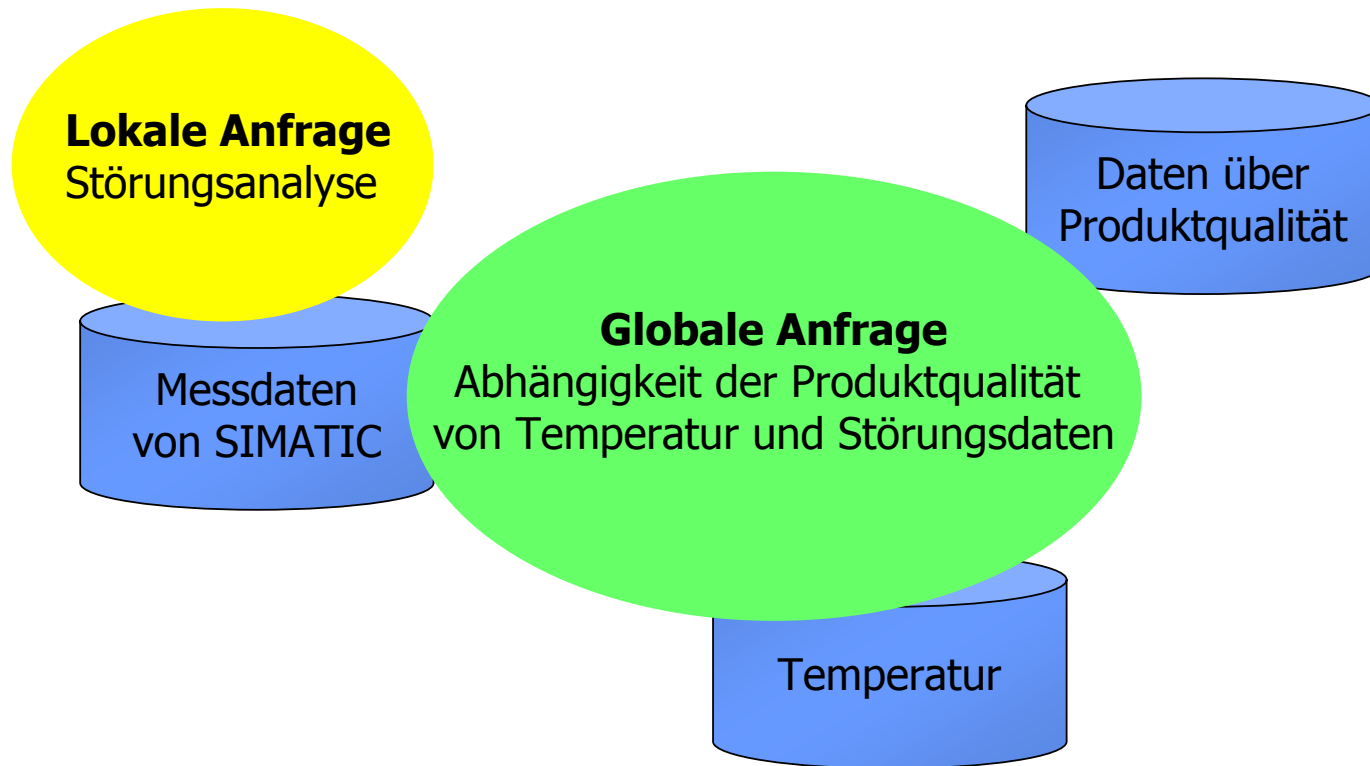 Lokale Anfrage
Störungsanalyse
Daten über
Produktqualität
Globale Anfrage
Abhängigkeit der Produktqualität
von Temperatur und Störungsdaten
Messdaten
von SIMATIC
Temperatur